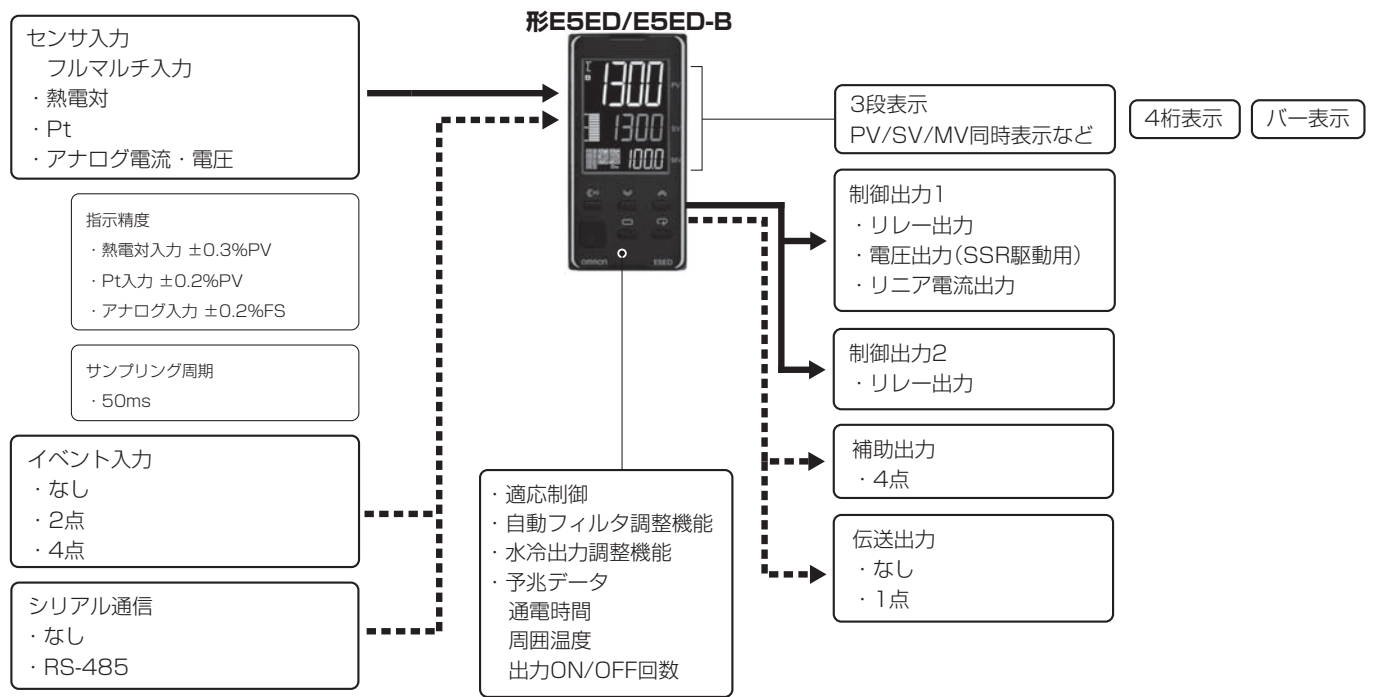 形E5ED/E5ED-B
センサ入力
フルマルチ入力
・熱電対
・Pt
・アナログ電流・電圧
指示精度
・熱電対入力 ±0.3%PV
・Pt入力 ±0.2%PV
・アナログ入力 ±0.2%FS
サンプリング周期
・50ms
イベント入力
・なし
・2点
・4点
シリアル通信
・なし
・RS-485
℃
1300
PV
1300
SV
100.0
MV
omron
E5ED
・適応制御
・自動フィルタ調整機能
・水冷出力調整機能
・予兆データ
通電時間
周囲温度
出力ON/OFF回数
3段表示
PV/SV/MV同時表示など
4桁表示
バー表示
制御出力1
・リレー出力
・電圧出力(SSR駆動用)
・リニア電流出力
制御出力2
・リレー出力
補助出力
・4点
伝送出力
・なし
・1点